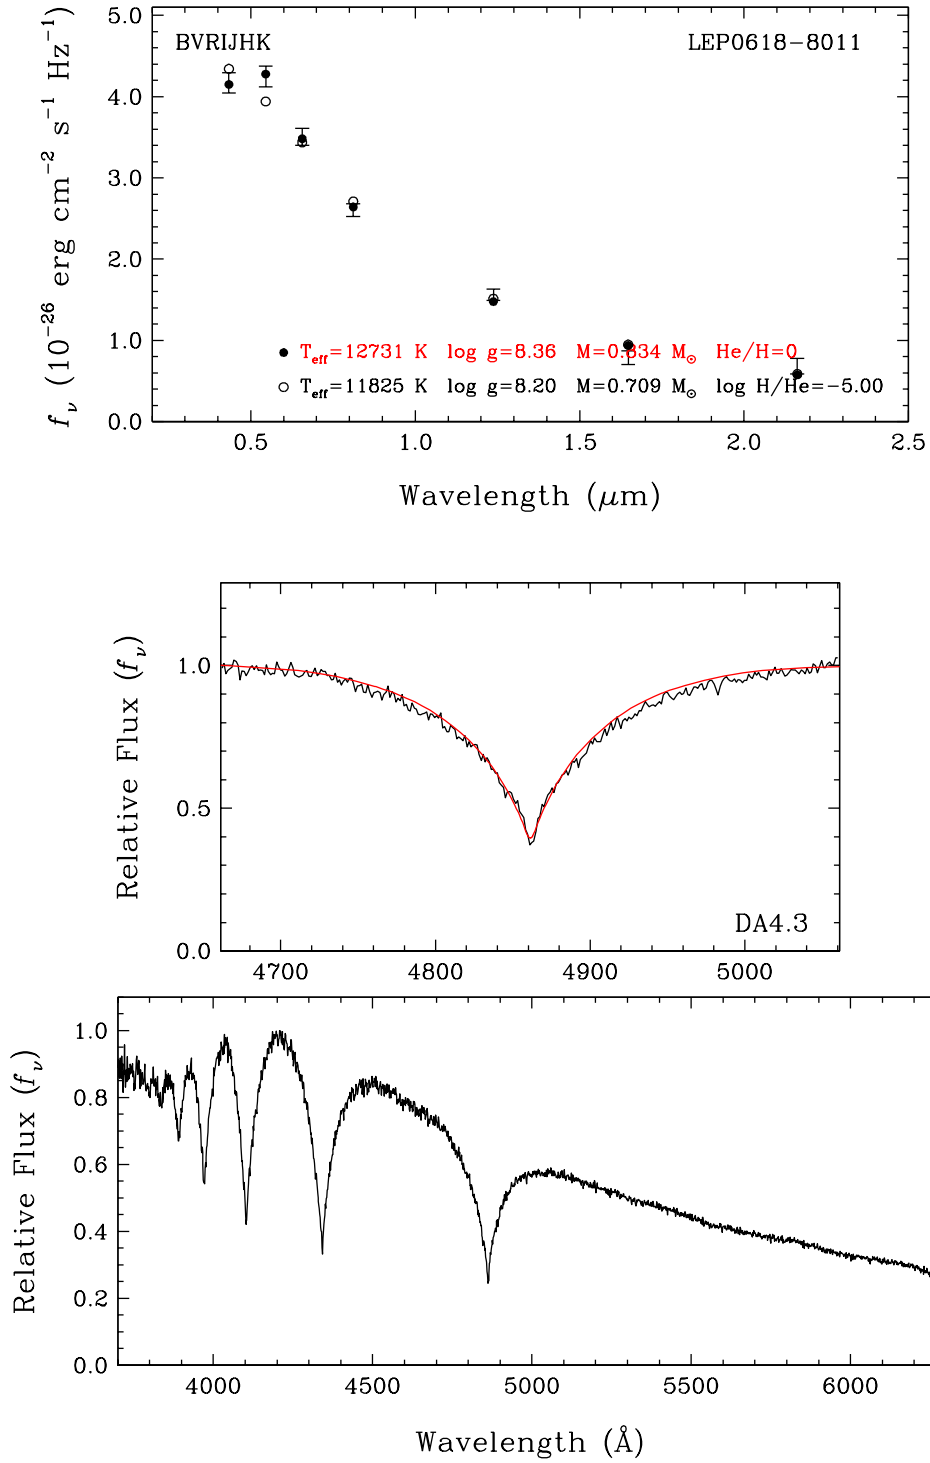 BVRIJHK LEP0618−8011
5.0
4.0
3.0
2.0
1.0
0.0
f_ν (10^−26 erg cm^−2 s^−1 Hz^−1)
● T_eff=12731 K log g=8.36 M=0.834 M_⊙ He/H=0
○ T_eff=11825 K log g=8.20 M=0.709 M_⊙ log H/He=−5.00
0.5 1.0 1.5 2.0 2.5
Wavelength (μm)
1.0
0.5
0.0
Relative Flux (f_ν)
DA4.3
4700 4800 4900 5000
1.0
0.8
0.6
0.4
0.2
0.0
Relative Flux (f_ν)
4000 4500 5000 5500 6000
Wavelength (Å)